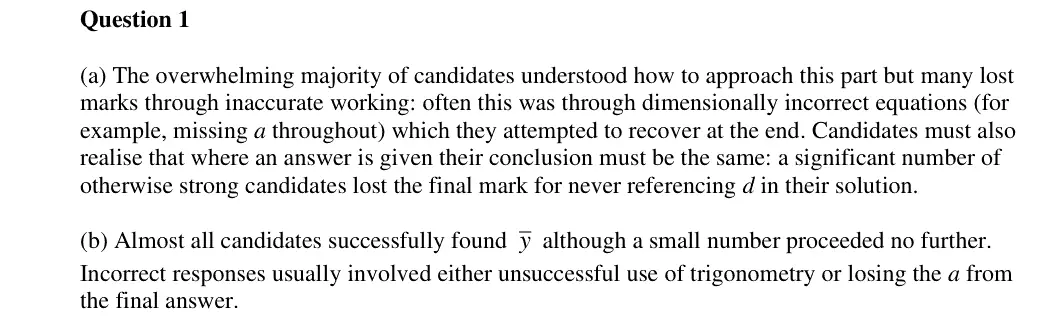 Question 1
(a) The overwhelming majority of candidates understood how to approach this part but many lost
marks through inaccurate working: often this was through dimensionally incorrect equations (for
example, missing a throughout) which they attempted to recover at the end. Candidates must also
realise that where an answer is given their conclusion must be the same: a significant number of
otherwise strong candidates lost the final mark for never referencing d in their solution.
(b) Almost all candidates successfully found y̅ although a small number proceeded no further.
Incorrect responses usually involved either unsuccessful use of trigonometry or losing the a from
the final answer.